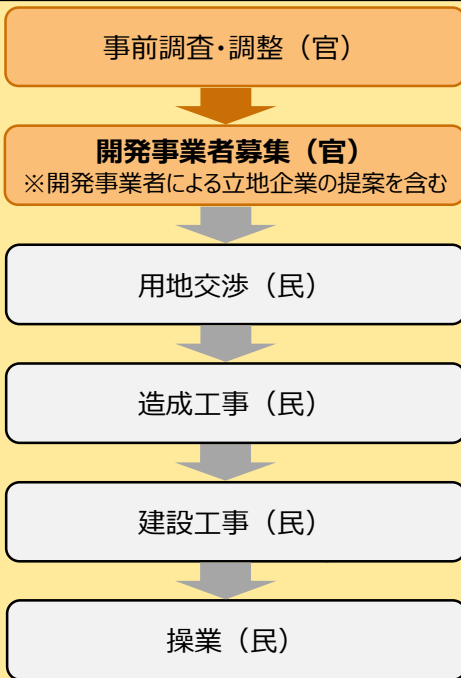 事前調査・調整（官）
開発事業者募集（官）
※開発事業者による立地企業の提案を含む
用地交渉（民）
造成工事（民）
建設工事（民）
操業（民）